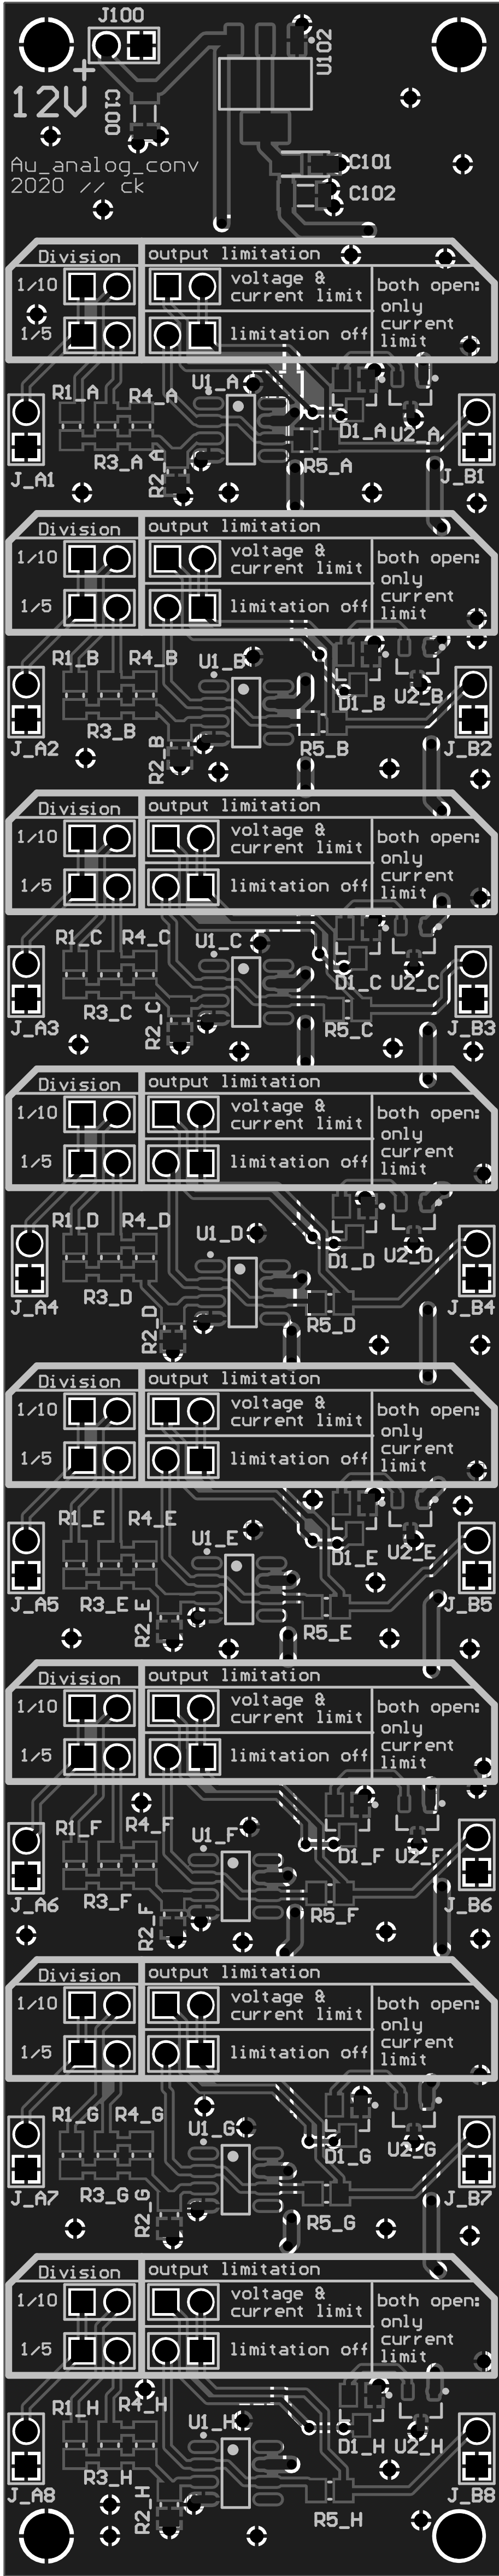 J100
+
12V
C100
U102
Au_analog_conv
2020 // ck
C101
C102
Division
output limitation
1/10
voltage &
current limit
both open:
only
current
limit
1/5
limitation off
R1_A
R4_A
U1_A
R3_A
R2_A
D1_A
U2_A
R5_A
J_A1
J_B1
Division
output limitation
1/10
voltage &
current limit
both open:
only
current
limit
1/5
limitation off
R1_B
R4_B
U1_B
R3_B
R2_B
D1_B
U2_B
R5_B
J_A2
J_B2
Division
output limitation
1/10
voltage &
current limit
both open:
only
current
limit
1/5
limitation off
R1_C
R4_C
U1_C
R3_C
R2_C
D1_C
U2_C
R5_C
J_A3
J_B3
Division
output limitation
1/10
voltage &
current limit
both open:
only
current
limit
1/5
limitation off
R1_D
R4_D
U1_D
R3_D
R2_D
D1_D
U2_D
R5_D
J_A4
J_B4
Division
output limitation
1/10
voltage &
current limit
both open:
only
current
limit
1/5
limitation off
R1_E
R4_E
U1_E
R3_E
R2_E
D1_E
U2_E
R5_E
J_A5
J_B5
Division
output limitation
1/10
voltage &
current limit
both open:
only
current
limit
1/5
limitation off
R1_F
R4_F
U1_F
R3_F
R2_F
D1_F
U2_F
R5_F
J_A6
J_B6
Division
output limitation
1/10
voltage &
current limit
both open:
only
current
limit
1/5
limitation off
R1_G
R4_G
U1_G
R3_G
R2_G
D1_G
U2_G
R5_G
J_A7
J_B7
Division
output limitation
1/10
voltage &
current limit
both open:
only
current
limit
1/5
limitation off
R1_H
R4_H
U1_H
R3_H
R2_H
D1_H
U2_H
R5_H
J_A8
J_B8